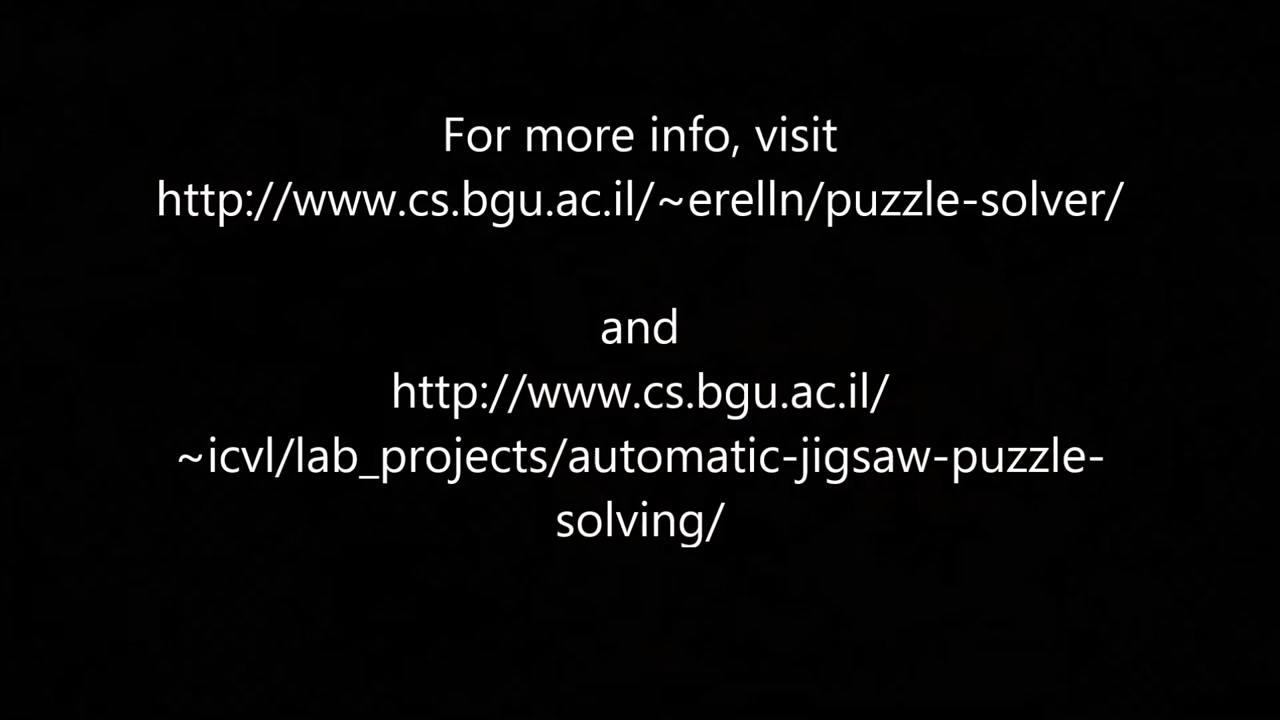 For more info, visit
http://www.cs.bgu.ac.il/~erelln/puzzle-solver/
and
http://www.cs.bgu.ac.il/
~icvl/lab_projects/automatic-jigsaw-puzzle-
solving/